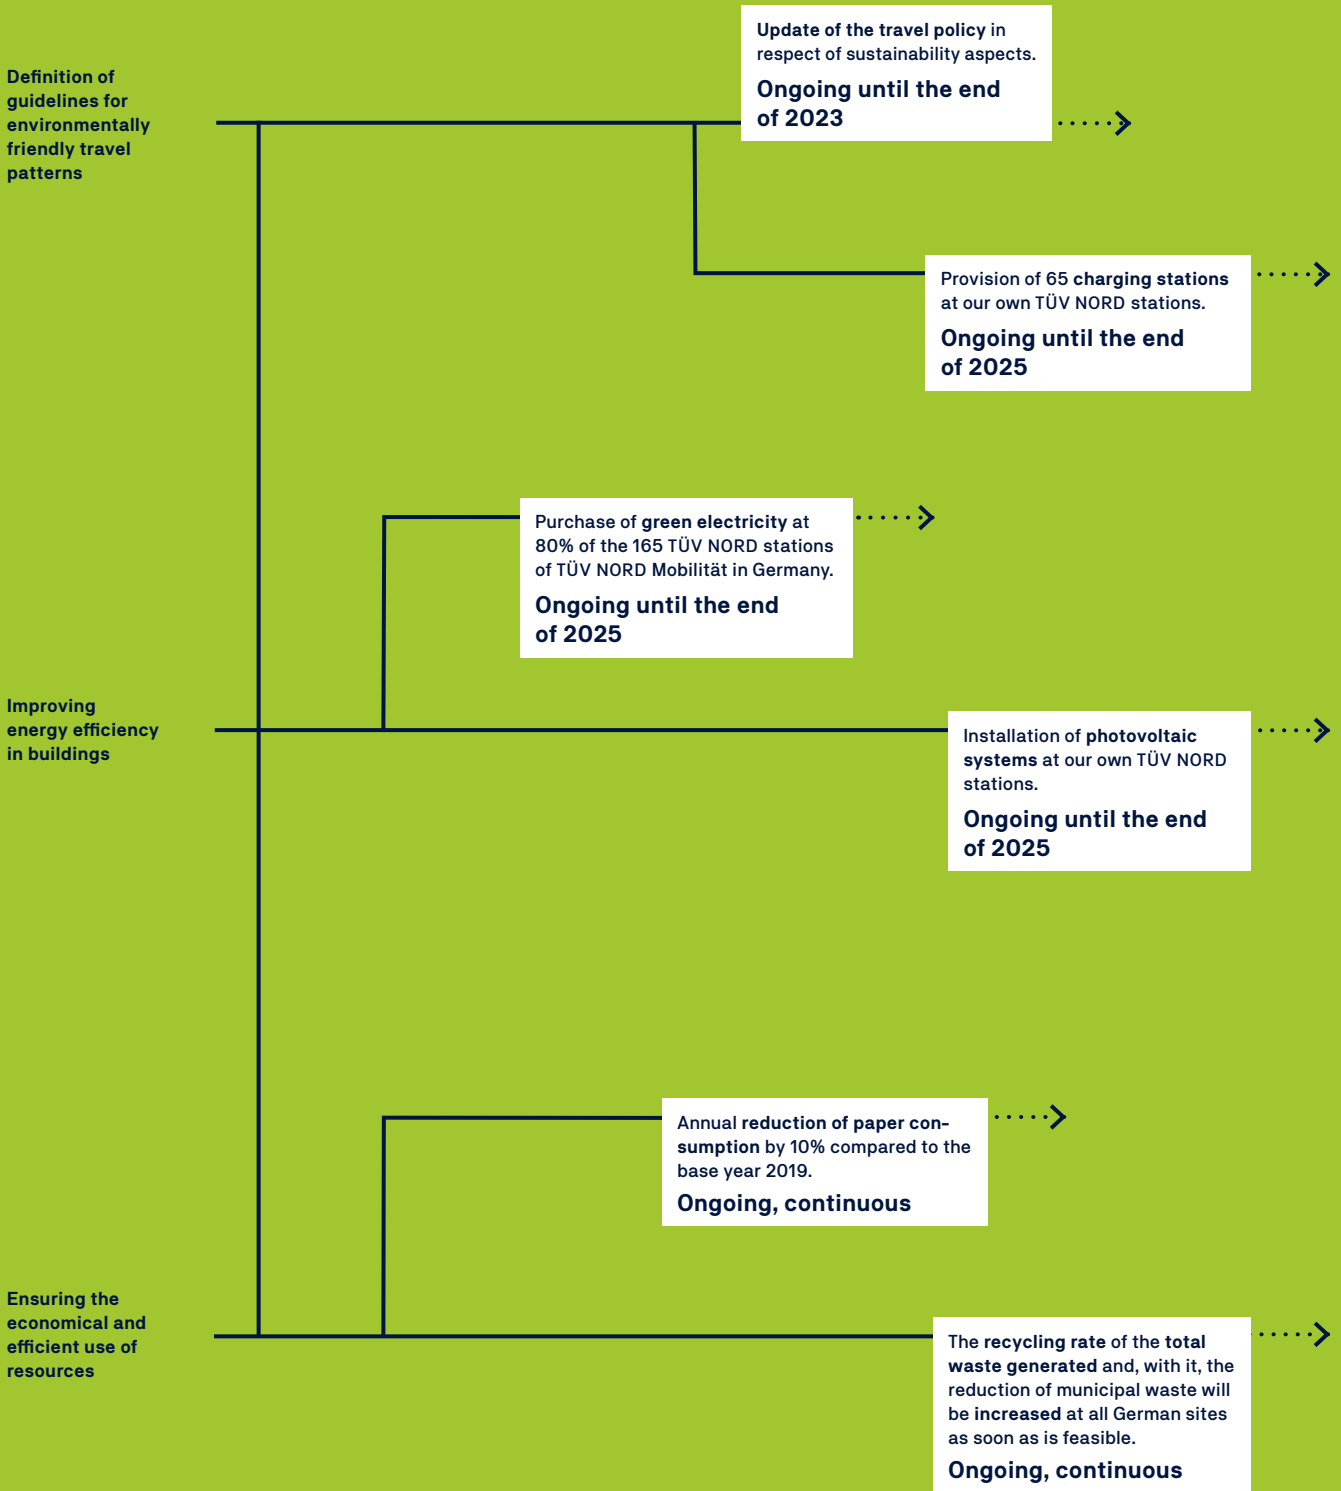 Definition of
guidelines for
environmentally
friendly travel
patterns
Update of the travel policy in
respect of sustainability aspects.
Ongoing until the end
of 2023
Provision of 65 charging stations
at our own TÜV NORD stations.
Ongoing until the end
of 2025
Purchase of green electricity at
80% of the 165 TÜV NORD stations
of TÜV NORD Mobilität in Germany.
Ongoing until the end
of 2025
Improving
energy efficiency
in buildings
Installation of photovoltaic
systems at our own TÜV NORD
stations.
Ongoing until the end
of 2025
Annual reduction of paper con-
sumption by 10% compared to the
base year 2019.
Ongoing, continuous
Ensuring the
economical and
efficient use of
resources
The recycling rate of the total
waste generated and, with it, the
reduction of municipal waste will
be increased at all German sites
as soon as is feasible.
Ongoing, continuous